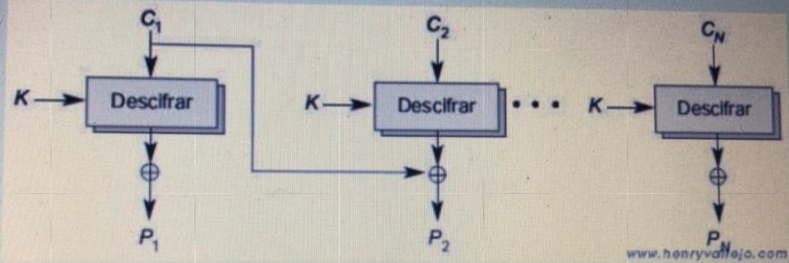 C1 C2 CN
K Descifrar K Descifrar • • • K Descifrar
P1 P2 PN
www.henryvallejo.com